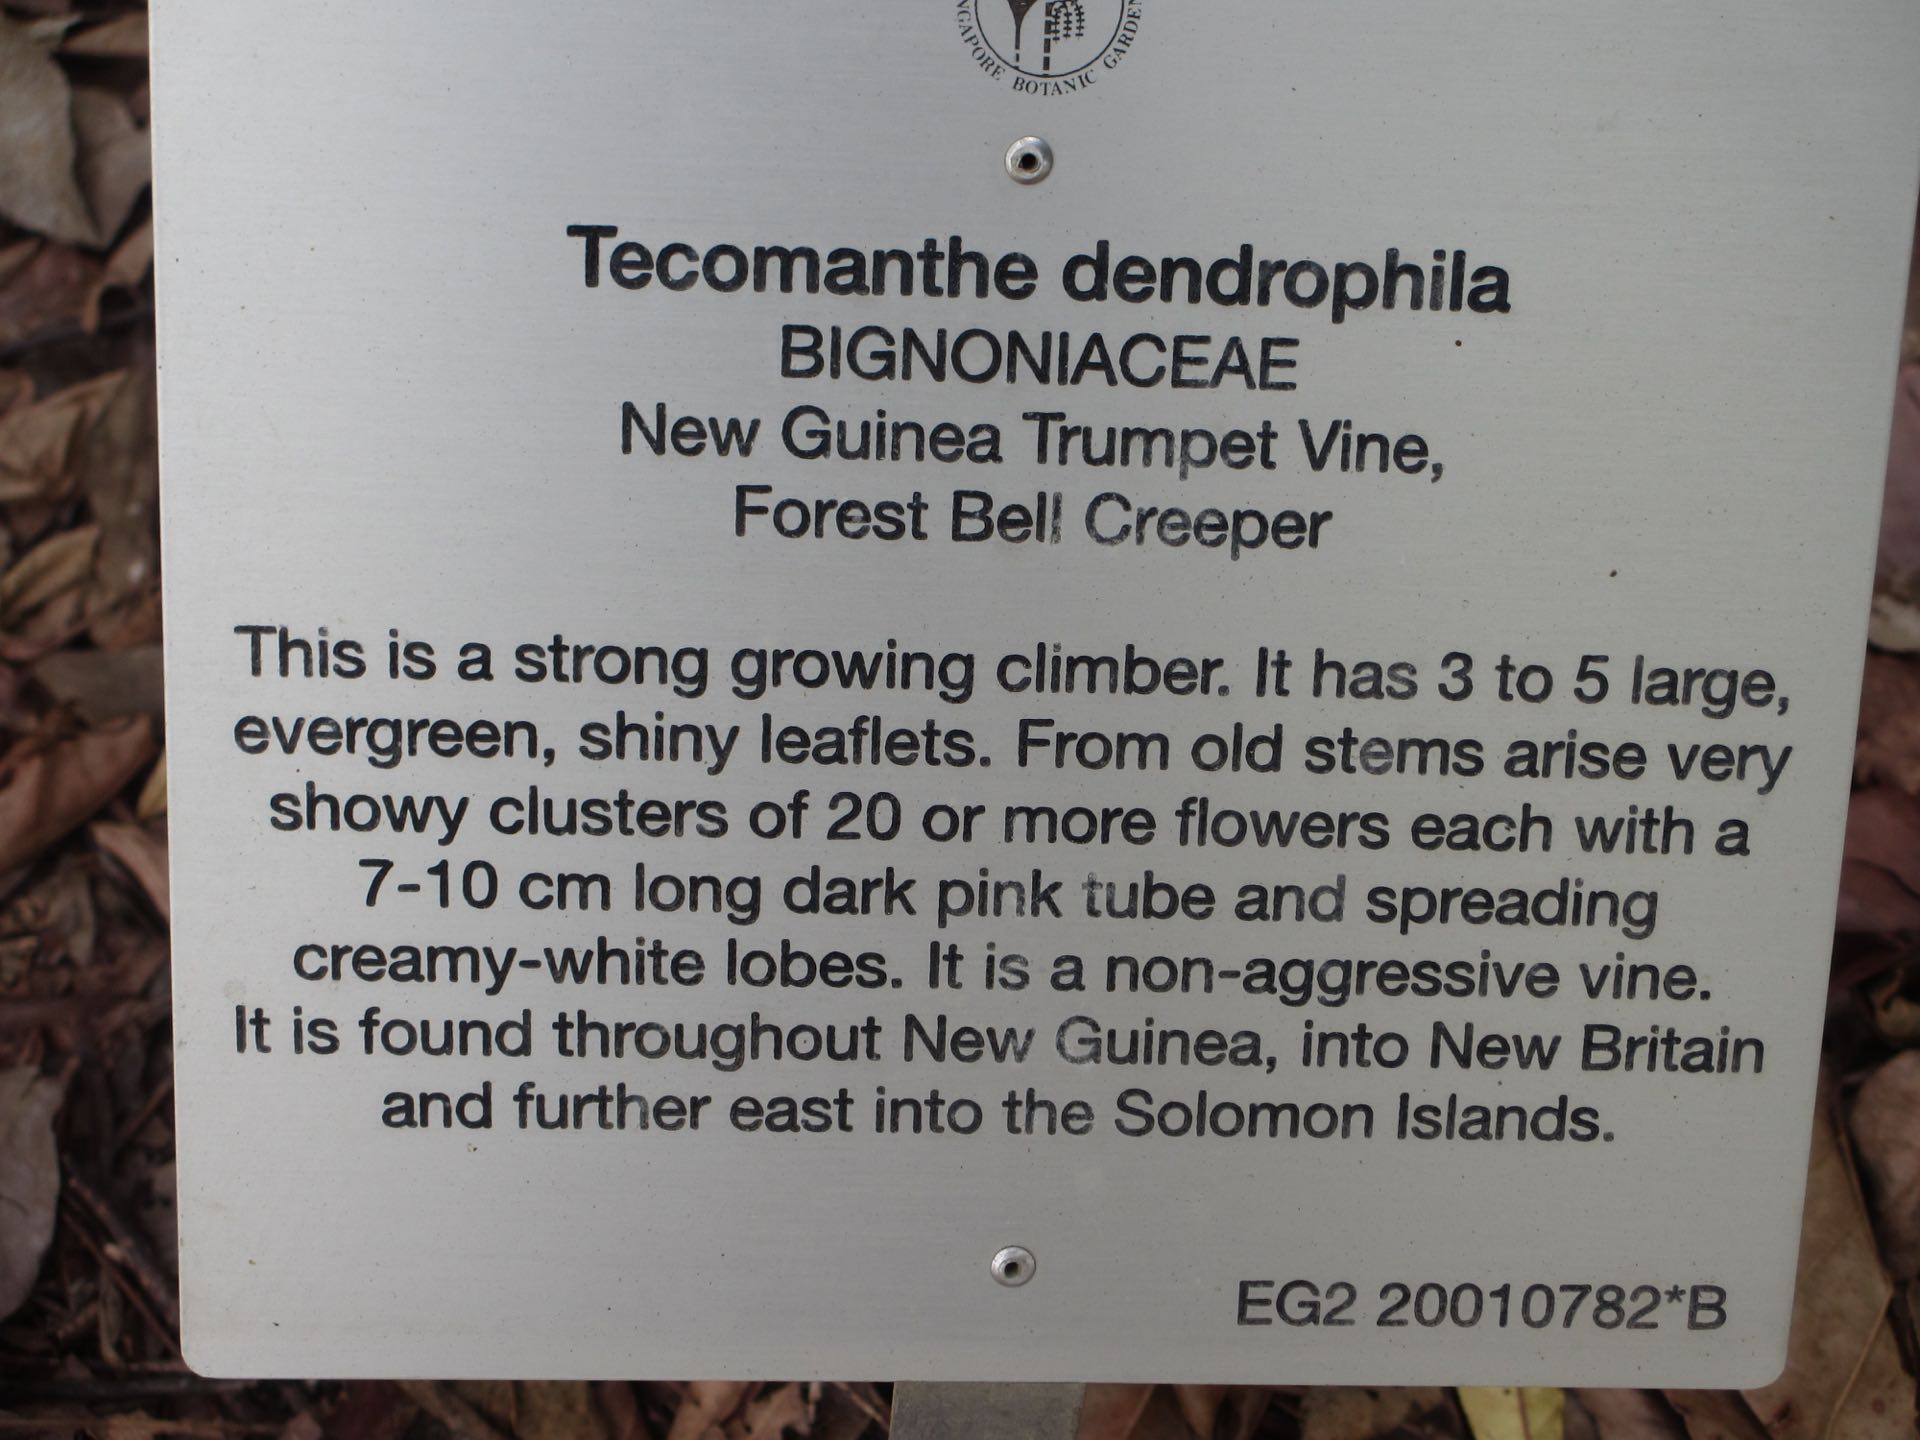 SINGAPORE BOTANIC GARDENS
Tecomanthe dendrophila
BIGNONIACEAE
New Guinea Trumpet Vine,
Forest Bell Creeper
This is a strong growing climber. It has 3 to 5 large,
evergreen, shiny leaflets. From old stems arise very
showy clusters of 20 or more flowers each with a
7-10 cm long dark pink tube and spreading
creamy-white lobes. It is a non-aggressive vine.
It is found throughout New Guinea, into New Britain
and further east into the Solomon Islands.
EG2 20010782*B